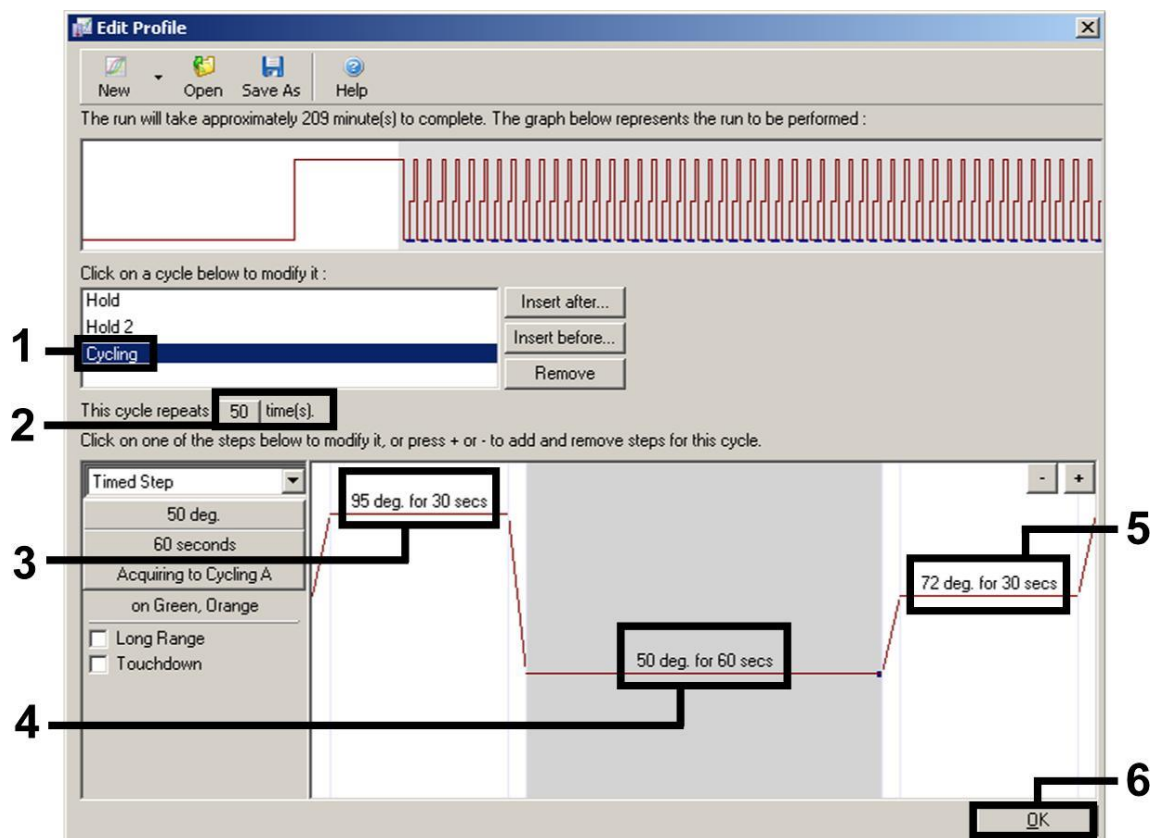 Edit Profile
New Open Save As Help
The run will take approximately 209 minute(s) to complete. The graph below represents the run to be performed :
Click on a cycle below to modify it :
Hold
Hold 2
Cycling
Insert after...
Insert before...
Remove
1
This cycle repeats 50 time(s).
2
Click on one of the steps below to modify it, or press + or - to add and remove steps for this cycle.
Timed Step
50 deg.
60 seconds
Acquiring to Cycling A
on Green, Orange
Long Range
Touchdown
95 deg. for 30 secs
3
50 deg. for 60 secs
4
- +
72 deg. for 30 secs
5
OK
6